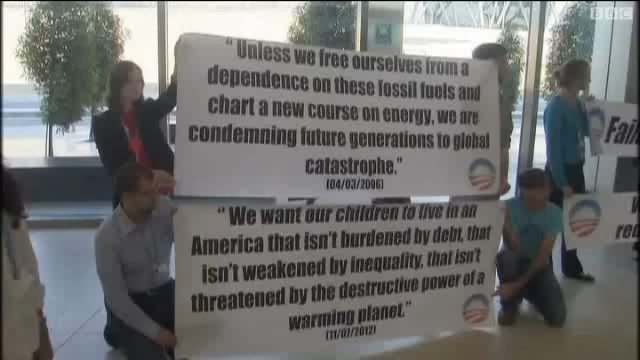 BBC
" Unless we free ourselves from a
dependence on these fossil fuels and
chart a new course on energy, we are
condemning future generations to global
catastrophe."
(04/03/2006)
" We want our children to live in an
America that isn't burdened by debt, that
isn't weakened by inequality, that isn't
threatened by the destructive power of a
warming planet."
(11/07/2012)